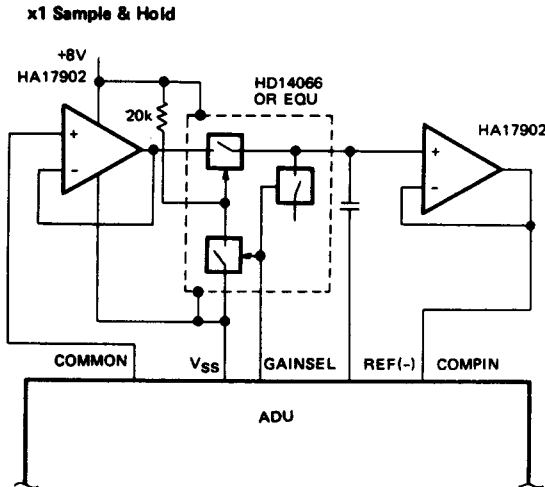 x1 Sample & Hold
+8V
HA17902
HD14066
OR EQU
20k
HA17902
+
−
+
−
COMMON
VSS
GAINSEL
REF(−)
COMPIN
ADU